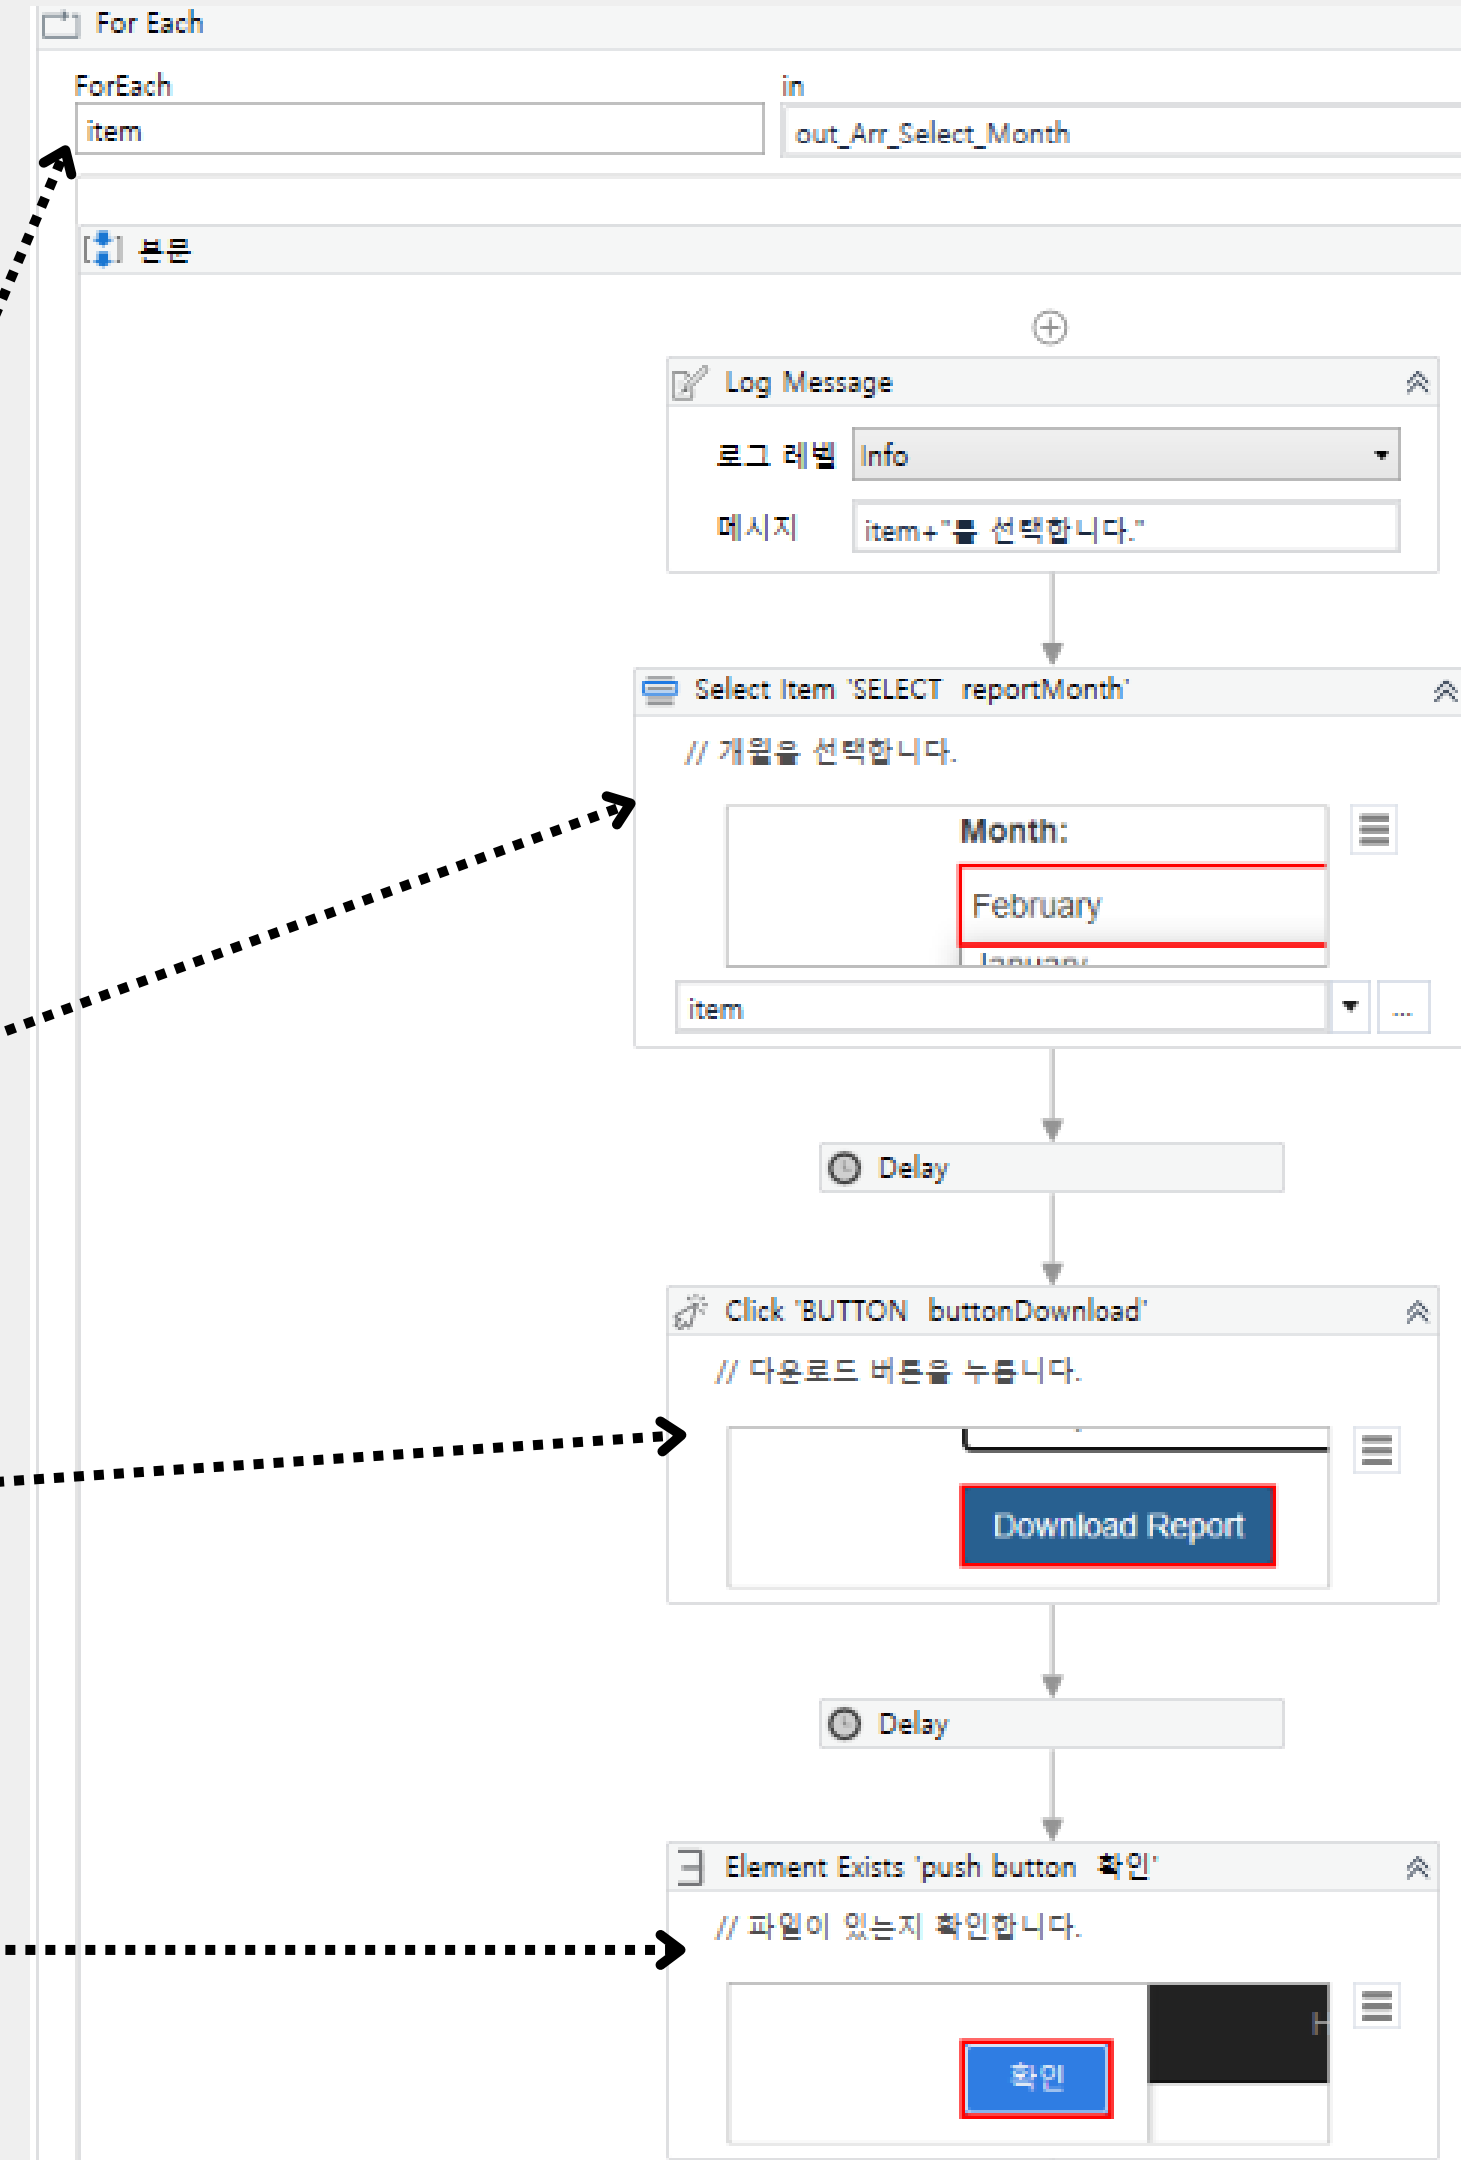 For Each
ForEach
in
item
out_Arr_Select_Month
본문
Log Message
로그 레벨
Info
메시지
item+"를 선택합니다."
Select Item 'SELECT reportMonth'
// 개월을 선택합니다.
Month:
February
January
item
...
Delay
Click 'BUTTON buttonDownload'
// 다운로드 버튼을 누릅니다.
Download Report
Delay
Element Exists 'push button 확인'
// 파일이 있는지 확인합니다.
H
확인